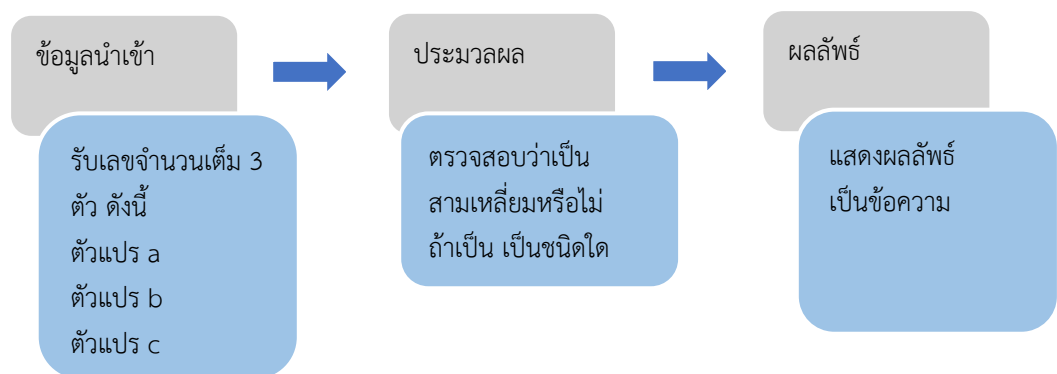 ข้อมูลนำเข้า
รับเลขจำนวนเต็ม 3
ตัว ดังนี้
ตัวแปร a
ตัวแปร b
ตัวแปร c
ประมวลผล
ตรวจสอบว่าเป็น
สามเหลี่ยมหรือไม่
ถ้าเป็น เป็นชนิดใด
ผลลัพธ์
แสดงผลลัพธ์
เป็นข้อความ